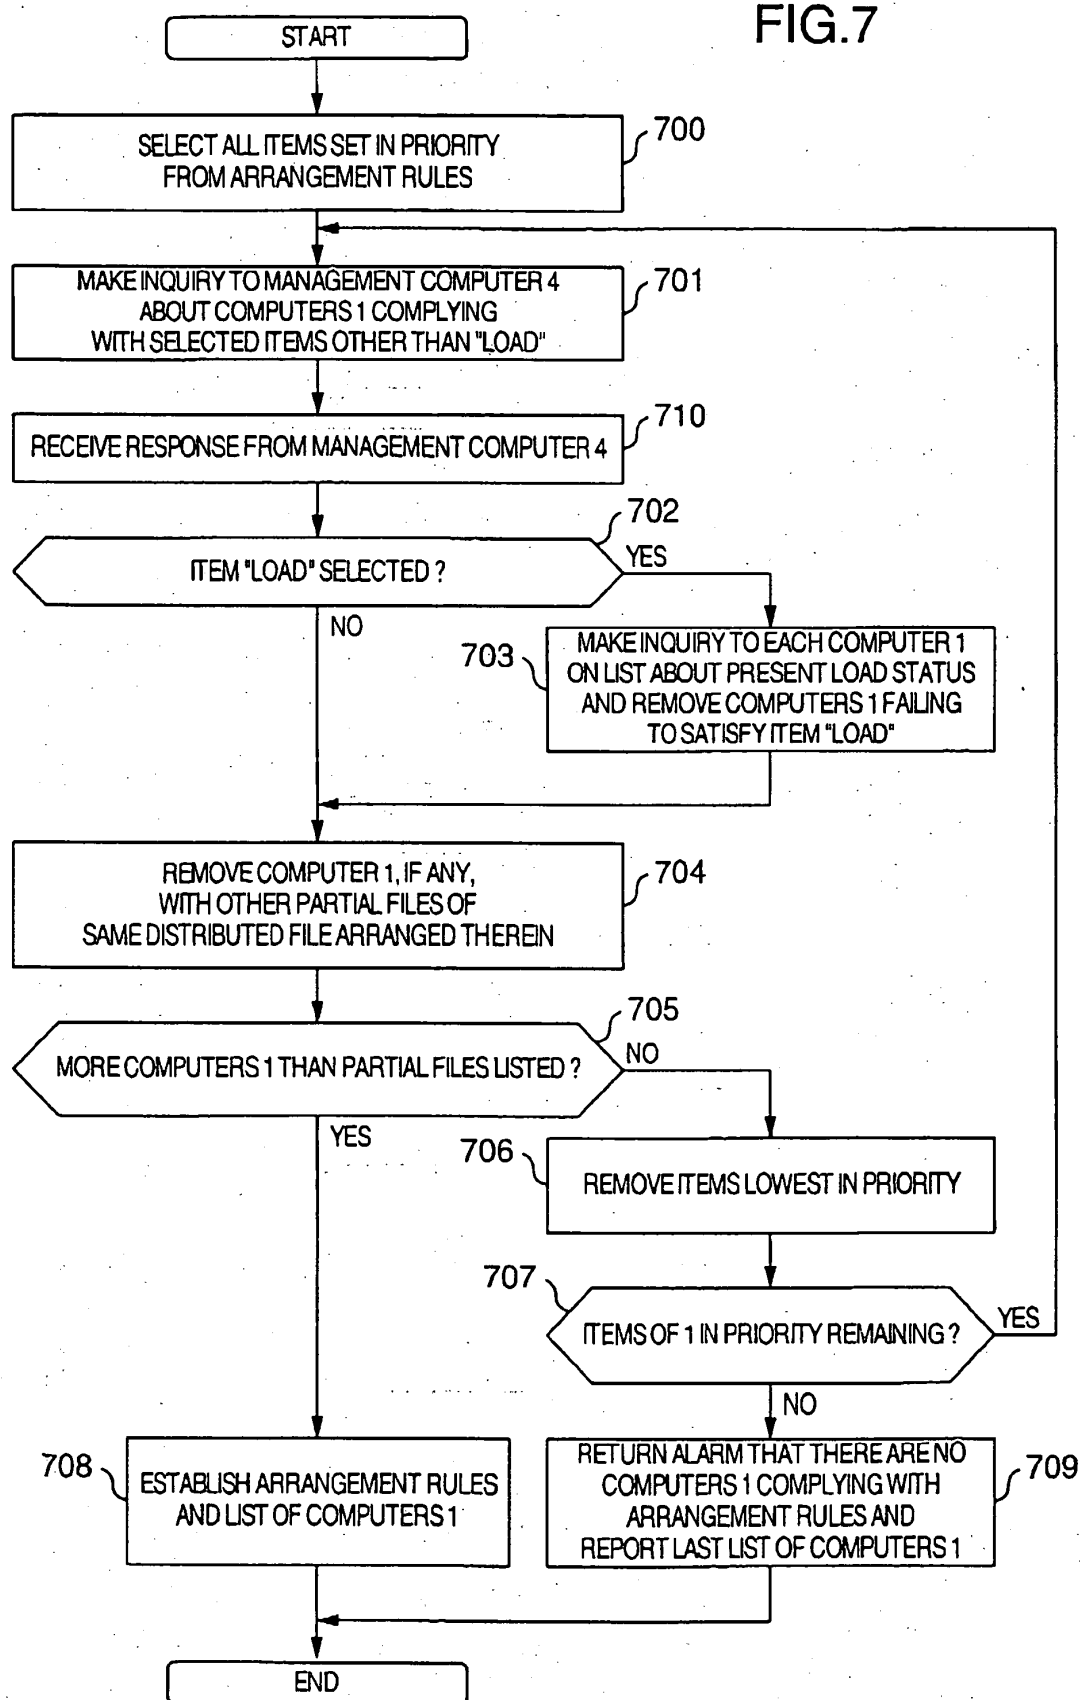 FIG.7
START
700
SELECT ALL ITEMS SET IN PRIORITY
FROM ARRANGEMENT RULES
701
MAKE INQUIRY TO MANAGEMENT COMPUTER 4
ABOUT COMPUTERS 1 COMPLYING
WITH SELECTED ITEMS OTHER THAN "LOAD"
710
RECEIVE RESPONSE FROM MANAGEMENT COMPUTER 4
702
ITEM "LOAD" SELECTED ?
YES
NO
703
MAKE INQUIRY TO EACH COMPUTER 1
ON LIST ABOUT PRESENT LOAD STATUS
AND REMOVE COMPUTERS 1 FAILING
TO SATISFY ITEM "LOAD"
704
REMOVE COMPUTER 1, IF ANY,
WITH OTHER PARTIAL FILES OF
SAME DISTRIBUTED FILE ARRANGED THEREIN
705
MORE COMPUTERS 1 THAN PARTIAL FILES LISTED ?
NO
YES
706
REMOVE ITEMS LOWEST IN PRIORITY
707
ITEMS OF 1 IN PRIORITY REMAINING ?
YES
NO
708
ESTABLISH ARRANGEMENT RULES
AND LIST OF COMPUTERS 1
709
RETURN ALARM THAT THERE ARE NO
COMPUTERS 1 COMPLYING WITH
ARRANGEMENT RULES AND
REPORT LAST LIST OF COMPUTERS 1
END